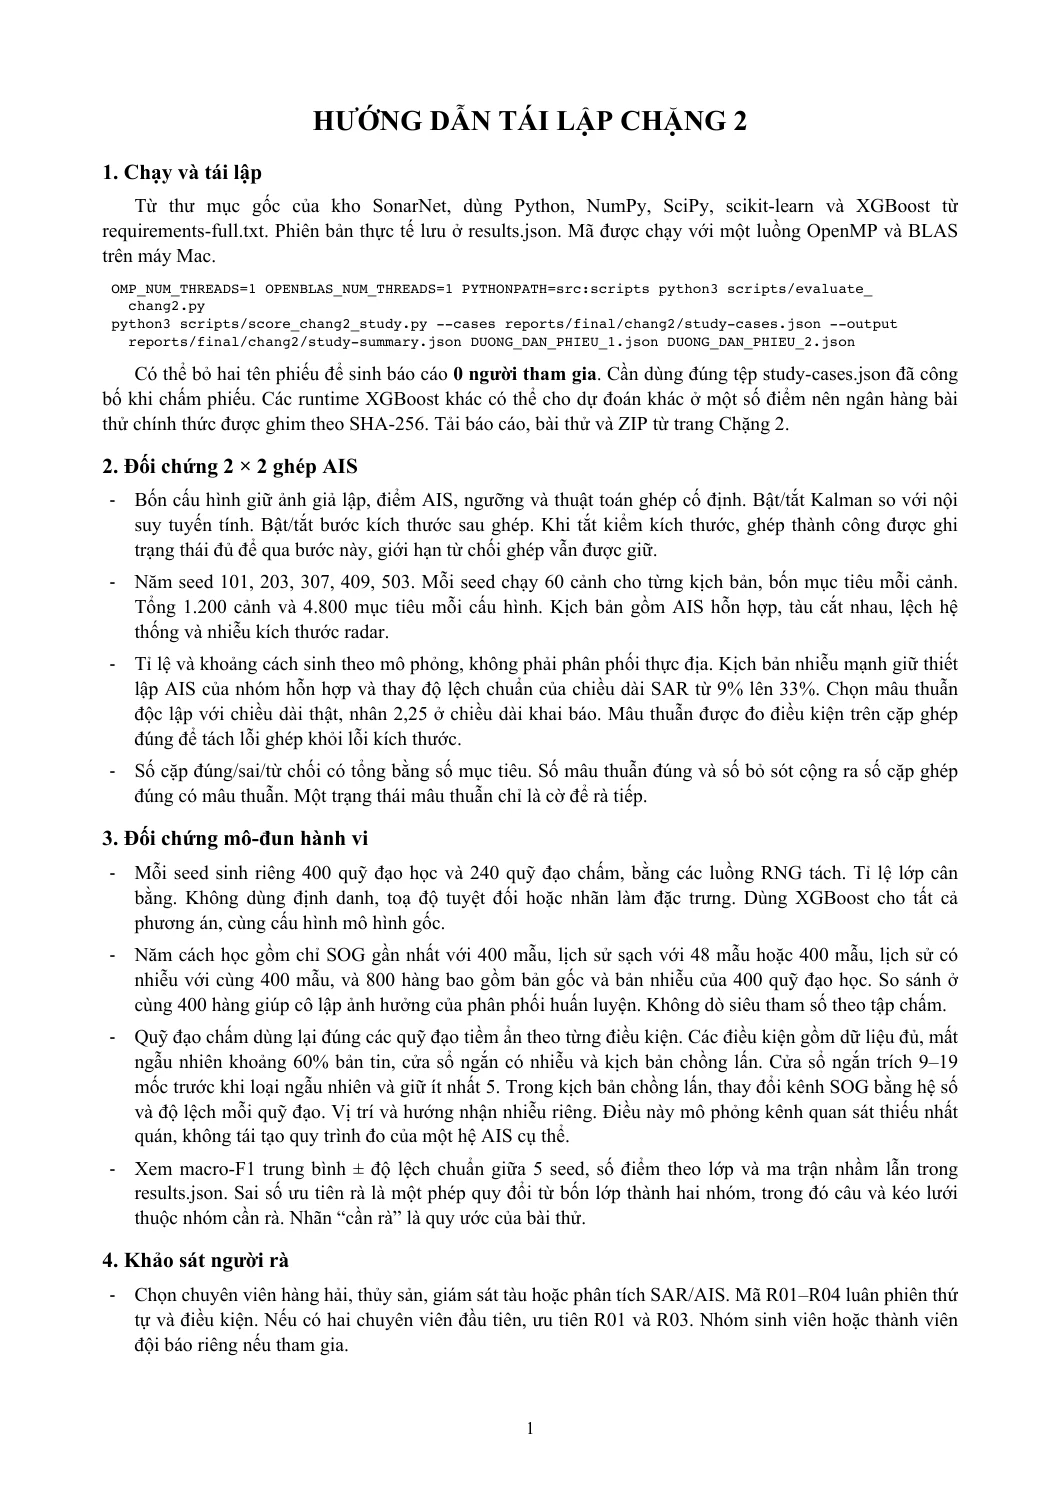 HƯỚNG DẪN TÁI LẬP CHẶNG 2
1. Chạy và tái lập
Từ thư mục gốc của kho SonarNet, dùng Python, NumPy, SciPy, scikit-learn và XGBoost từ
requirements-full.txt. Phiên bản thực tế lưu ở results.json. Mã được chạy với một luồng OpenMP và BLAS
trên máy Mac.
OMP_NUM_THREADS=1 OPENBLAS_NUM_THREADS=1 PYTHONPATH=src:scripts python3 scripts/evaluate_
chang2.py
python3 scripts/score_chang2_study.py --cases reports/final/chang2/study-cases.json --output
reports/final/chang2/study-summary.json DUONG_DAN_PHIEU_1.json DUONG_DAN_PHIEU_2.json
Có thể bỏ hai tên phiếu để sinh báo cáo 0 người tham gia. Cần dùng đúng tệp study-cases.json đã công
bố khi chấm phiếu. Các runtime XGBoost khác có thể cho dự đoán khác ở một số điểm nên ngân hàng bài
thử chính thức được ghim theo SHA-256. Tải báo cáo, bài thử và ZIP từ trang Chặng 2.
2. Đối chứng 2 × 2 ghép AIS
- Bốn cấu hình giữ ảnh giả lập, điểm AIS, ngưỡng và thuật toán ghép cố định. Bật/tắt Kalman so với nội
suy tuyến tính. Bật/tắt bước kích thước sau ghép. Khi tắt kiểm kích thước, ghép thành công được ghi
trạng thái đủ để qua bước này, giới hạn từ chối ghép vẫn được giữ.
- Năm seed 101, 203, 307, 409, 503. Mỗi seed chạy 60 cảnh cho từng kịch bản, bốn mục tiêu mỗi cảnh.
Tổng 1.200 cảnh và 4.800 mục tiêu mỗi cấu hình. Kịch bản gồm AIS hỗn hợp, tàu cắt nhau, lệch hệ
thống và nhiễu kích thước radar.
- Tỉ lệ và khoảng cách sinh theo mô phỏng, không phải phân phối thực địa. Kịch bản nhiễu mạnh giữ thiết
lập AIS của nhóm hỗn hợp và thay độ lệch chuẩn của chiều dài SAR từ 9% lên 33%. Chọn mâu thuẫn
độc lập với chiều dài thật, nhân 2,25 ở chiều dài khai báo. Mâu thuẫn được đo điều kiện trên cặp ghép
đúng để tách lỗi ghép khỏi lỗi kích thước.
- Số cặp đúng/sai/từ chối có tổng bằng số mục tiêu. Số mâu thuẫn đúng và số bỏ sót cộng ra số cặp ghép
đúng có mâu thuẫn. Một trạng thái mâu thuẫn chỉ là cờ để rà tiếp.
3. Đối chứng mô-đun hành vi
- Mỗi seed sinh riêng 400 quỹ đạo học và 240 quỹ đạo chấm, bằng các luồng RNG tách. Tỉ lệ lớp cân
bằng. Không dùng định danh, toạ độ tuyệt đối hoặc nhãn làm đặc trưng. Dùng XGBoost cho tất cả
phương án, cùng cấu hình mô hình gốc.
- Năm cách học gồm chỉ SOG gần nhất với 400 mẫu, lịch sử sạch với 48 mẫu hoặc 400 mẫu, lịch sử có
nhiễu với cùng 400 mẫu, và 800 hàng bao gồm bản gốc và bản nhiễu của 400 quỹ đạo học. So sánh ở
cùng 400 hàng giúp cô lập ảnh hưởng của phân phối huấn luyện. Không dò siêu tham số theo tập chấm.
- Quỹ đạo chấm dùng lại đúng các quỹ đạo tiềm ẩn theo từng điều kiện. Các điều kiện gồm dữ liệu đủ, mất
ngẫu nhiên khoảng 60% bản tin, cửa sổ ngắn có nhiễu và kịch bản chồng lấn. Cửa sổ ngắn trích 9–19
mốc trước khi loại ngẫu nhiên và giữ ít nhất 5. Trong kịch bản chồng lấn, thay đổi kênh SOG bằng hệ số
và độ lệch mỗi quỹ đạo. Vị trí và hướng nhận nhiễu riêng. Điều này mô phỏng kênh quan sát thiếu nhất
quán, không tái tạo quy trình đo của một hệ AIS cụ thể.
- Xem macro-F1 trung bình ± độ lệch chuẩn giữa 5 seed, số điểm theo lớp và ma trận nhầm lẫn trong
results.json. Sai số ưu tiên rà là một phép quy đổi từ bốn lớp thành hai nhóm, trong đó câu và kéo lưới
thuộc nhóm cần rà. Nhãn “cần rà” là quy ước của bài thử.
4. Khảo sát người rà
- Chọn chuyên viên hàng hải, thủy sản, giám sát tàu hoặc phân tích SAR/AIS. Mã R01–R04 luân phiên thứ
tự và điều kiện. Nếu có hai chuyên viên đầu tiên, ưu tiên R01 và R03. Nhóm sinh viên hoặc thành viên
đội báo riêng nếu tham gia.
1